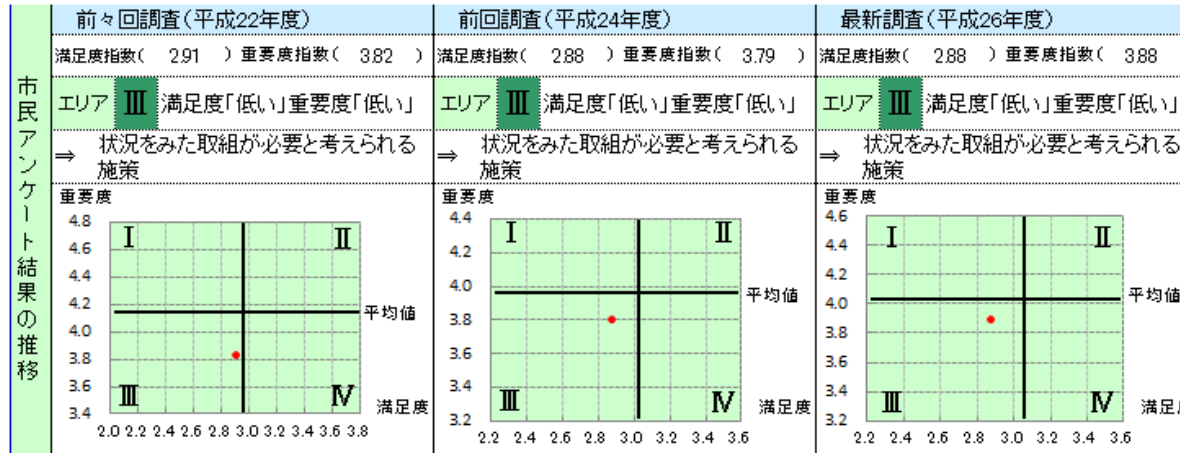 市民アンケート結果の推移
前々回調査(平成22年度)
満足度指数( 2.91 )重要度指数( 3.82 )
エリア Ⅲ 満足度「低い」重要度「低い」
⇒ 状況をみた取組が必要と考えられる
施策
重要度
4.8
4.6
4.4
4.2
4.0
3.8
3.6
3.4
Ⅰ Ⅱ
平均値
Ⅲ Ⅳ
満足度
2.0 2.2 2.4 2.6 2.8 3.0 3.2 3.4 3.6 3.8
前回調査(平成24年度)
満足度指数( 2.88 )重要度指数( 3.79 )
エリア Ⅲ 満足度「低い」重要度「低い」
⇒ 状況をみた取組が必要と考えられる
施策
重要度
4.4
4.2
4.0
3.8
3.6
3.4
3.2
Ⅰ Ⅱ
平均値
Ⅲ Ⅳ
満足度
2.2 2.4 2.6 2.8 3.0 3.2 3.4 3.6
最新調査(平成26年度)
満足度指数( 2.88 )重要度指数( 3.88
エリア Ⅲ 満足度「低い」重要度「低い」
⇒ 状況をみた取組が必要と考えられる
施策
重要度
4.6
4.4
4.2
4.0
3.8
3.6
3.4
3.2
Ⅰ Ⅱ
平均値
Ⅲ Ⅳ
満足
2.2 2.4 2.6 2.8 3.0 3.2 3.4 3.6